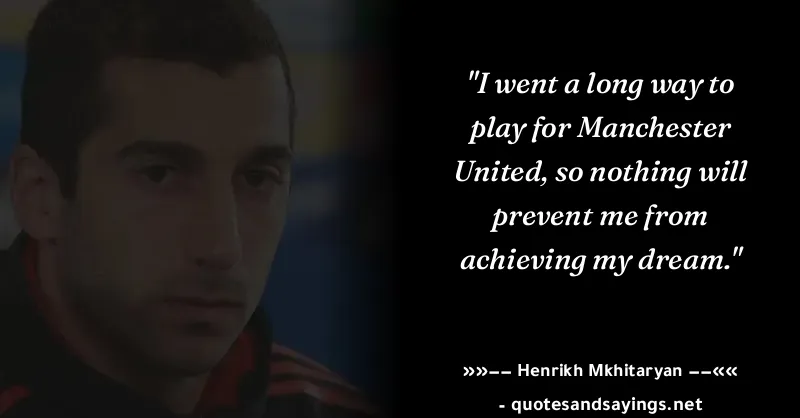 "I went a long way to
play for Manchester
United, so nothing will
prevent me from
achieving my dream."
»»–– Henrikh Mkhitaryan ––««
- quotesandsayings.net